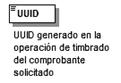 UUID
UUID generado en la
operación de timbrado
del comprobante
solicitado